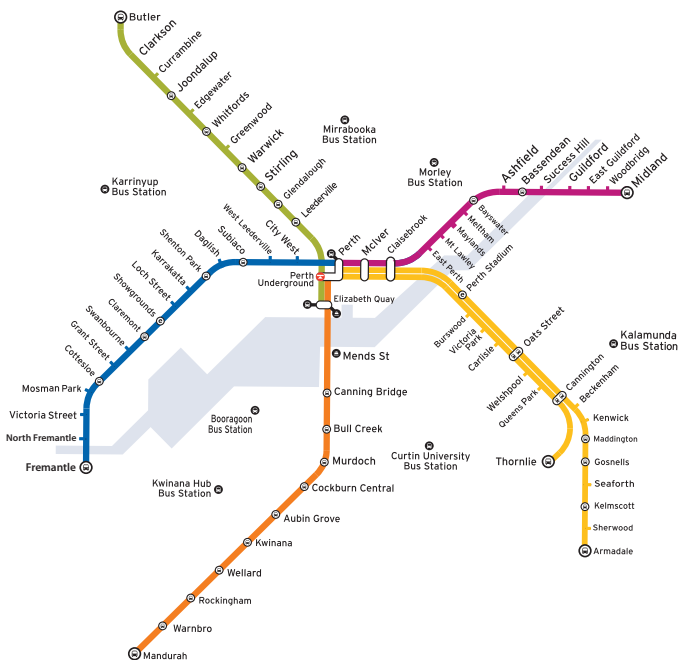 Butler
Clarkson
Currambine
Joondalup
Edgewater
Whitfords
Greenwood
Warwick
Stirling
Glendalough
Leederville
Mirrabooka
Bus Station
Karrinyup
Bus Station
Morley
Bus Station
Ashfield
Bassendean
Success Hill
Guildford
East Guildford
Woodbridg
Midland
Bayswater
Meltham
Maylands
Mt. Lawley
East Perth
Perth
McIver
Claisebrook
City West
West Leederville
Subiaco
Daglish
Shenton Park
Karrakatta
Loch Street
Showgrounds
Claremont
Swanbourne
Grant Street
Cottesloe
Mosman Park
Victoria Street
North Fremantle
Fremantle
Perth
Underground
Elizabeth Quay
Perth Stadium
Burswood
Victoria
Park
Carlisle
Oats Street
Welshpool
Queens Park
Cannington
Beckenham
Kalamunda
Bus Station
Kenwick
Maddington
Thornlie
Gosnells
Seaforth
Kelmscott
Sherwood
Armadale
Mends St
Canning Bridge
Booragoon
Bus Station
Bull Creek
Curtin University
Bus Station
Murdoch
Kwinana Hub
Bus Station
Cockburn Central
Aubin Grove
Kwinana
Wellard
Rockingham
Warnbro
Mandurah